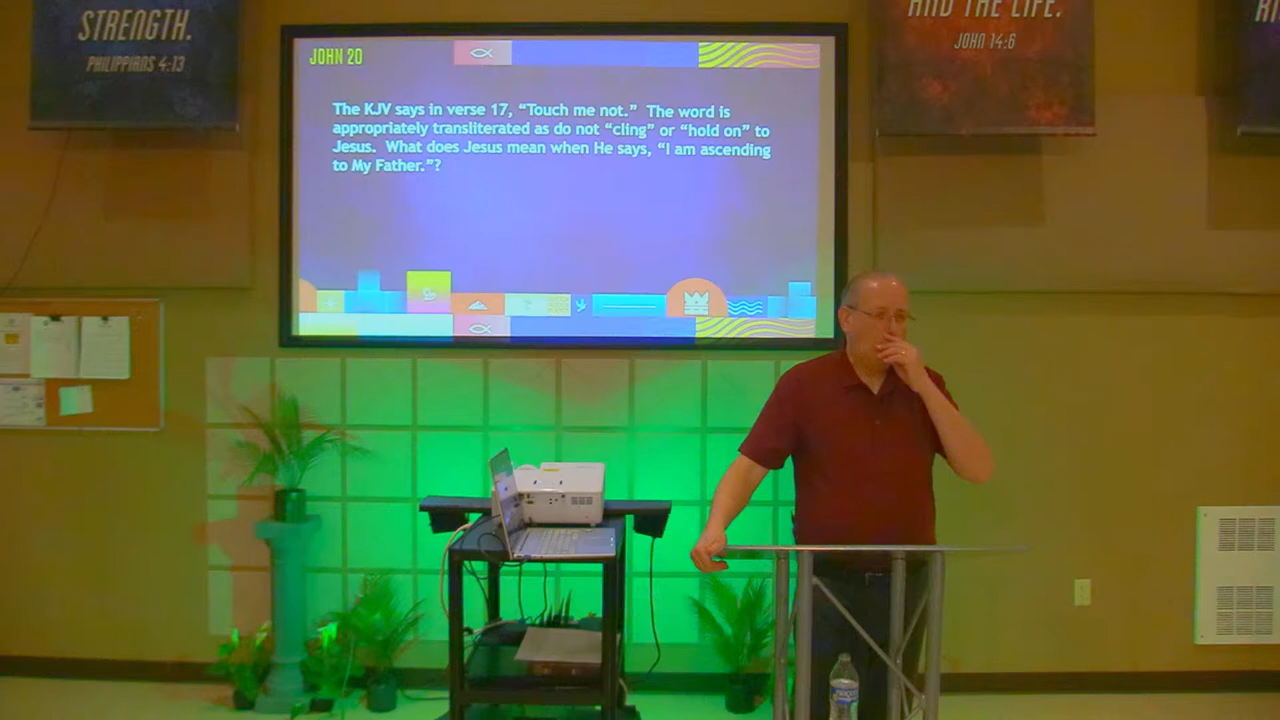 STRENGTH.
PHILIPPIANS 4:13
AND THE LIFE.
JOHN 14:6
JOHN 20
The KJV says in verse 17, “Touch me not.”  The word is
appropriately transliterated as do not “cling” or “hold on” to
Jesus.  What does Jesus mean when He says, “I am ascending
to My Father.”?